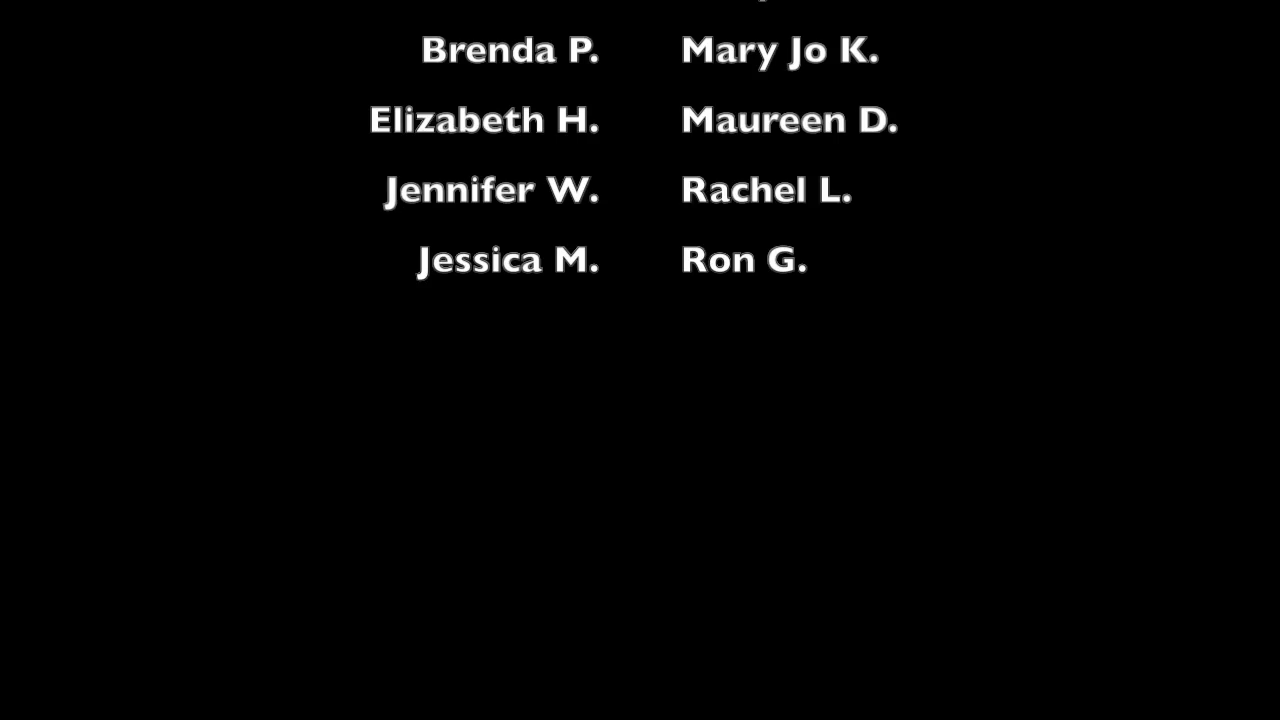 Brenda P. Mary Jo K.
Elizabeth H. Maureen D.
Jennifer W. Rachel L.
Jessica M. Ron G.